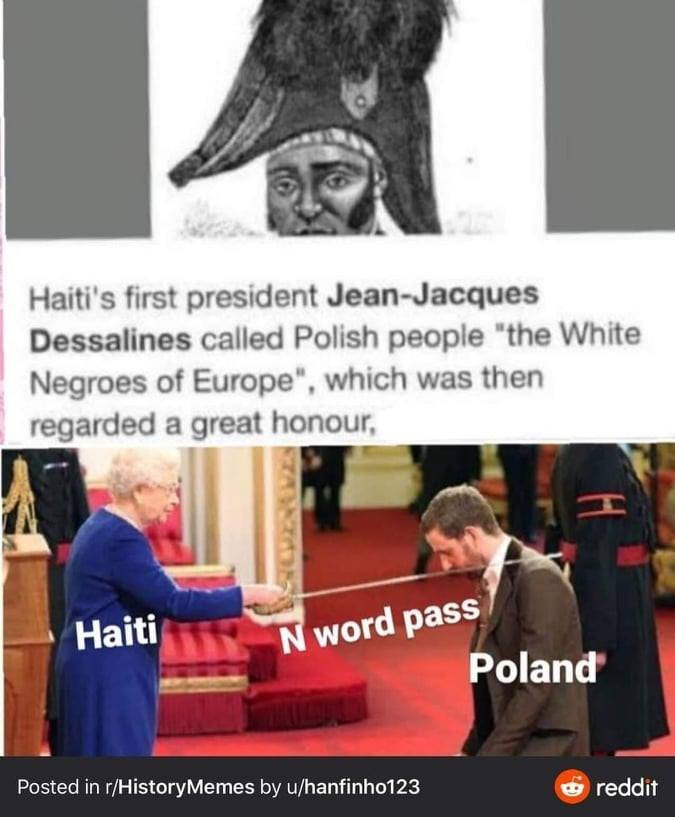 Haiti's first president Jean-Jacques
Dessalines called Polish people "the White
Negroes of Europe", which was then
regarded a great honour,
Haiti
N word pass
Poland
Posted in r/HistoryMemes by u/hanfinho123
reddit